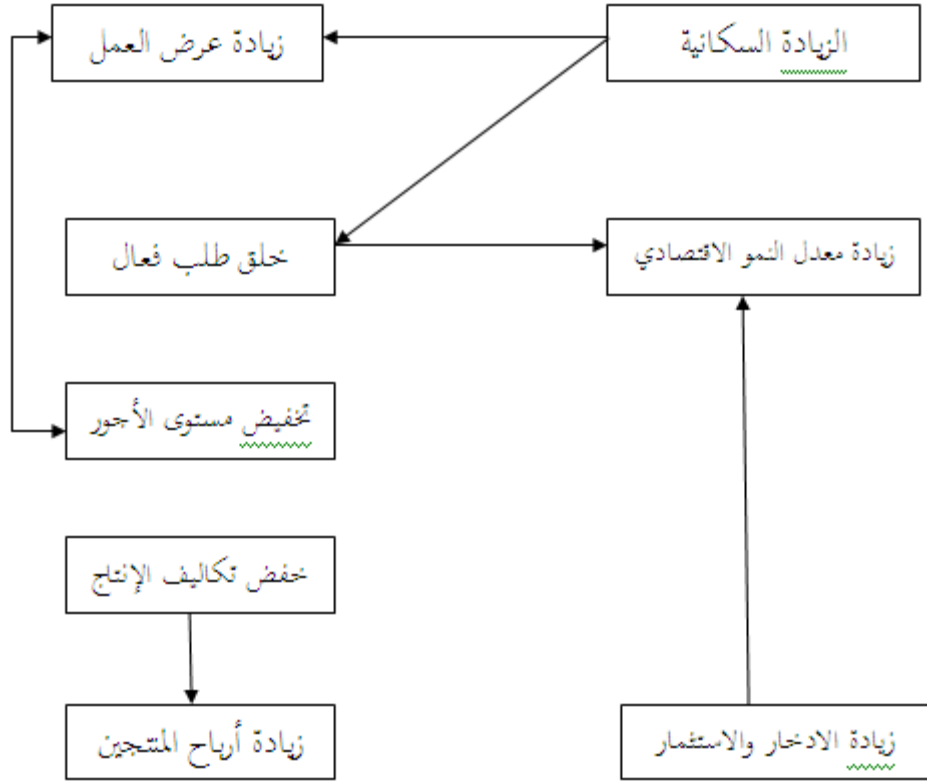 الزيادة السكانية
زيادة عرض العمل
زيادة معدل النمو الاقتصادي
خلق طلب فعال
تخفيض مستوى الأجور
خفض تكاليف الإنتاج
زيادة الادخار والاستثمار
زيادة أرباح المنتجين